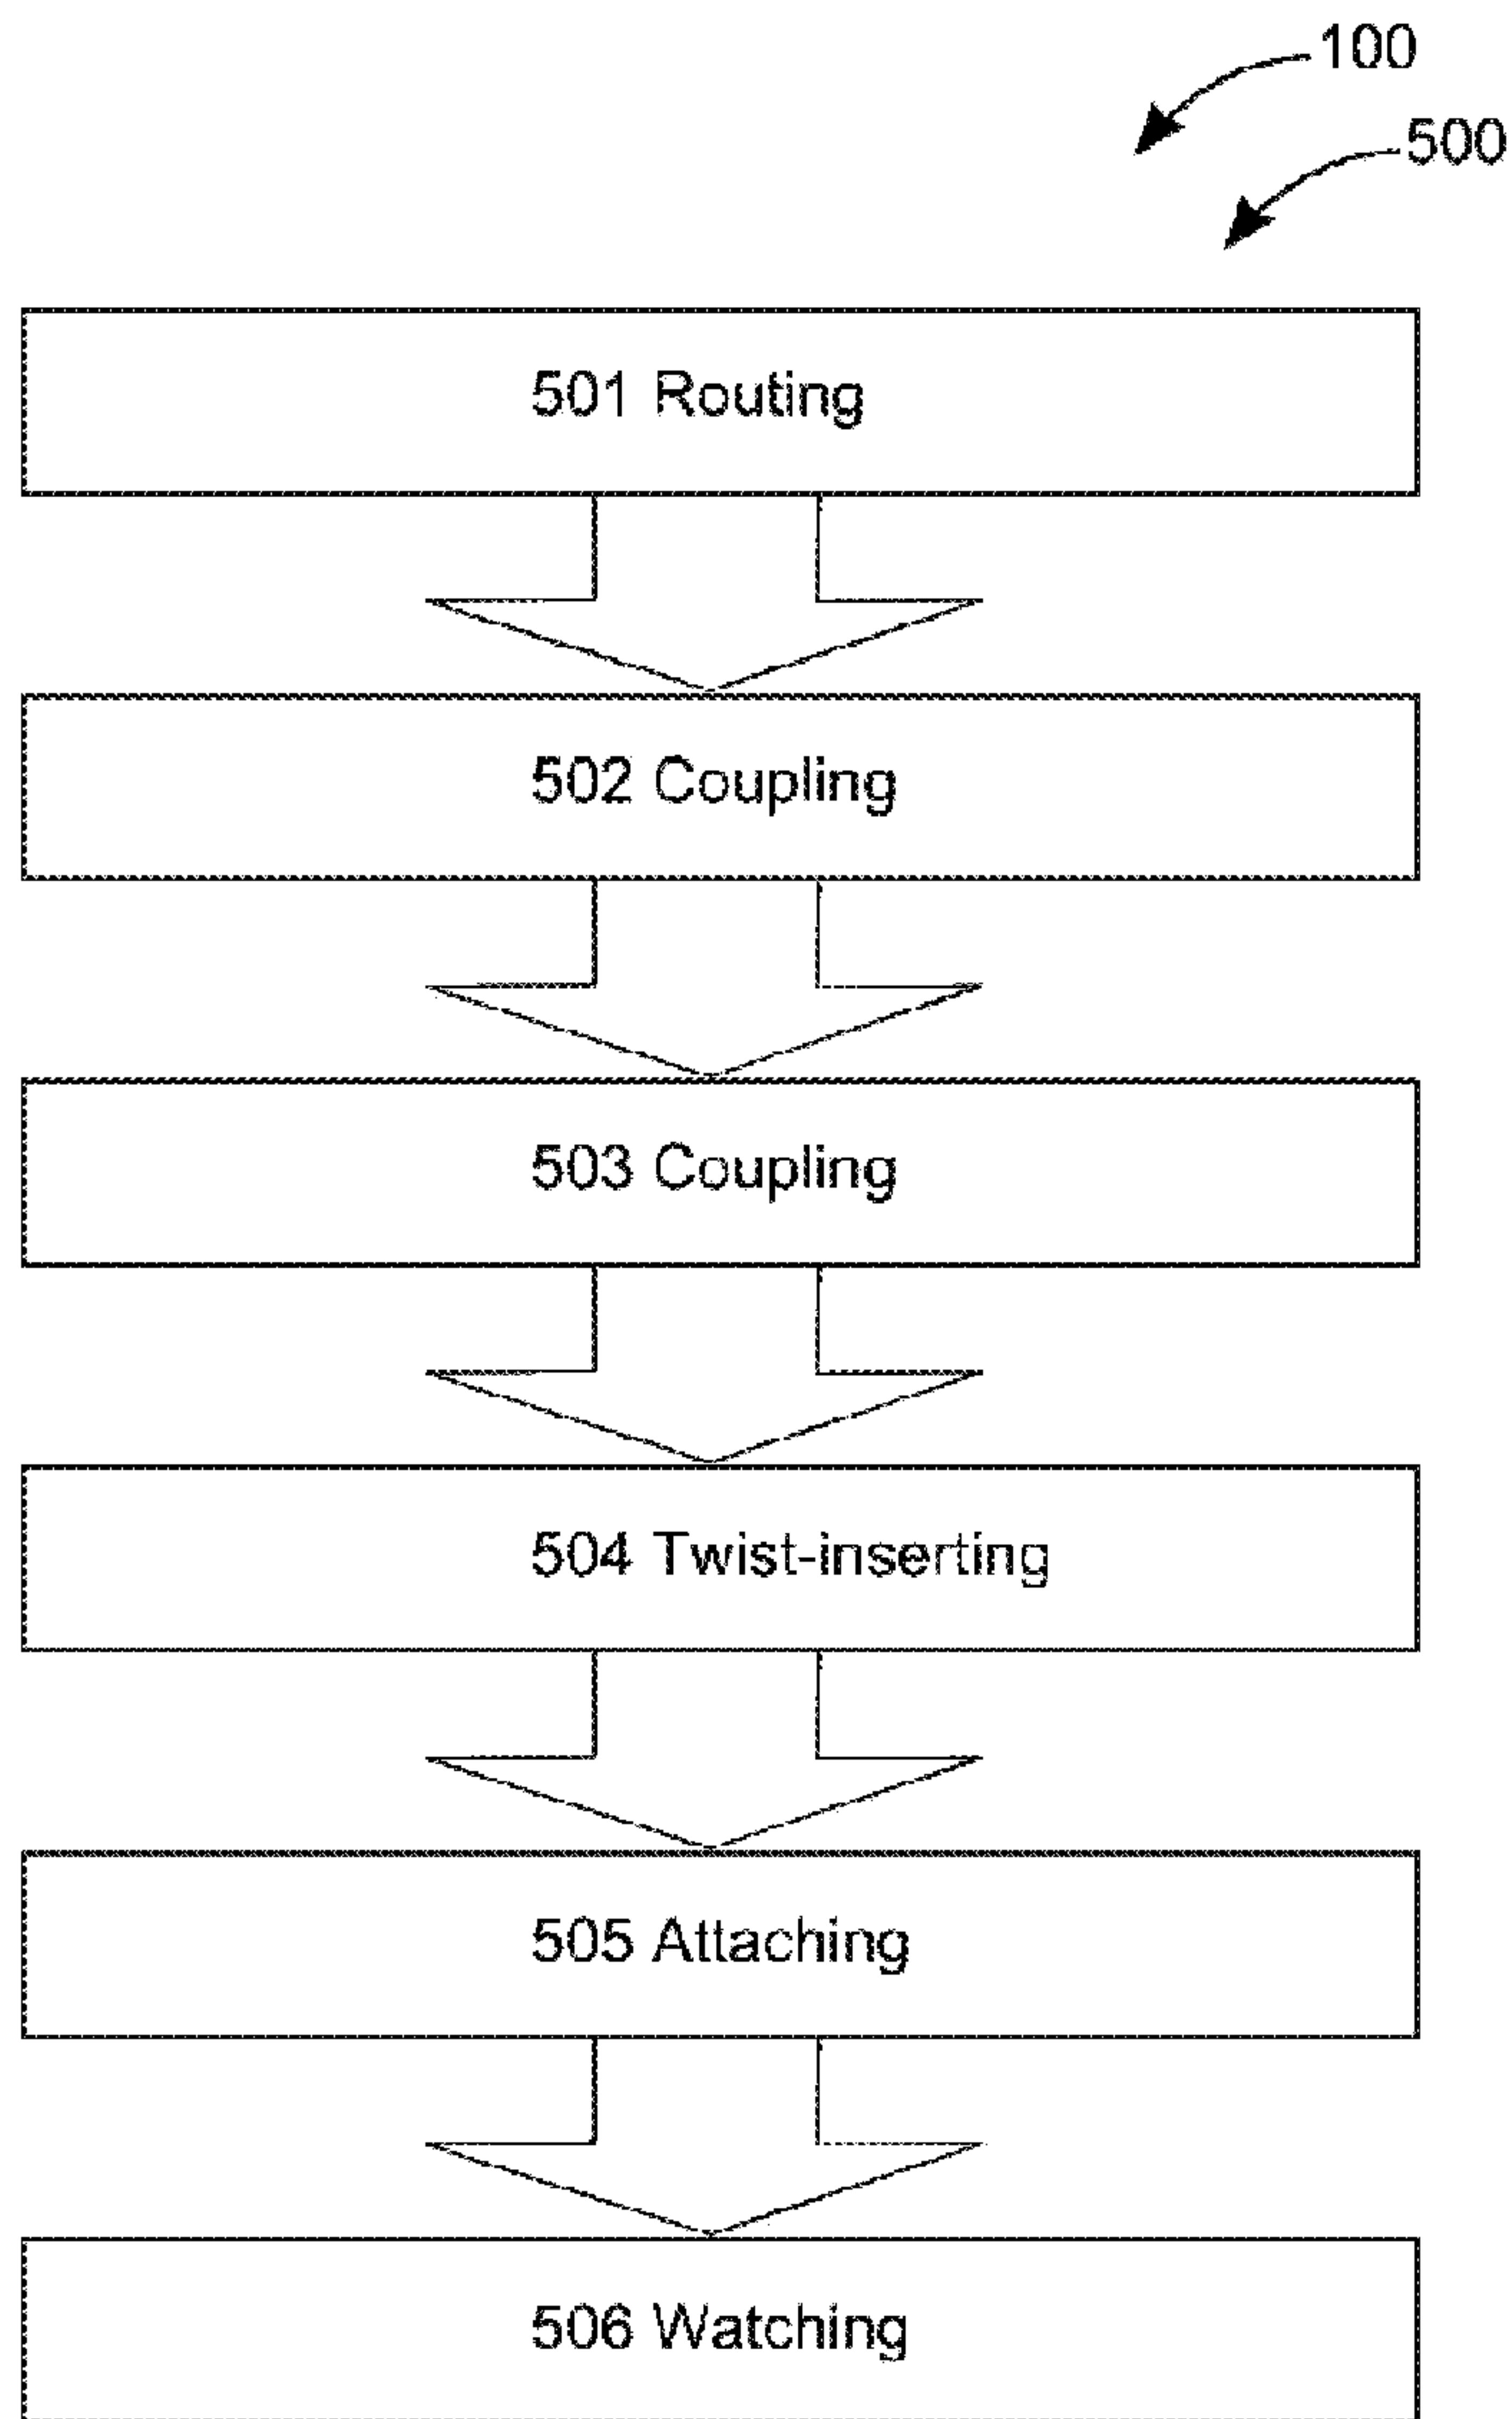 100
500
501 Routing
502 Coupling
503 Coupling
504 Twist-inserting
505 Attaching
506 Watching